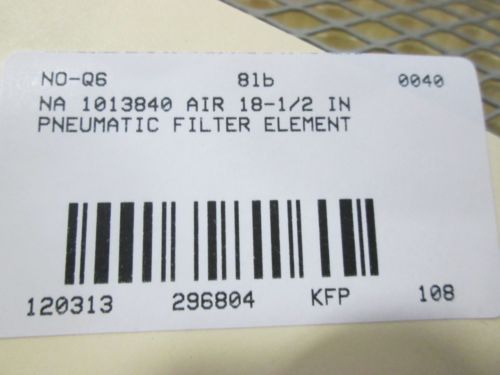 NO-Q6 81b 0040
NA 1013840 AIR 18-1/2 IN
PNEUMATIC FILTER ELEMENT
120313 296804 KFP 108